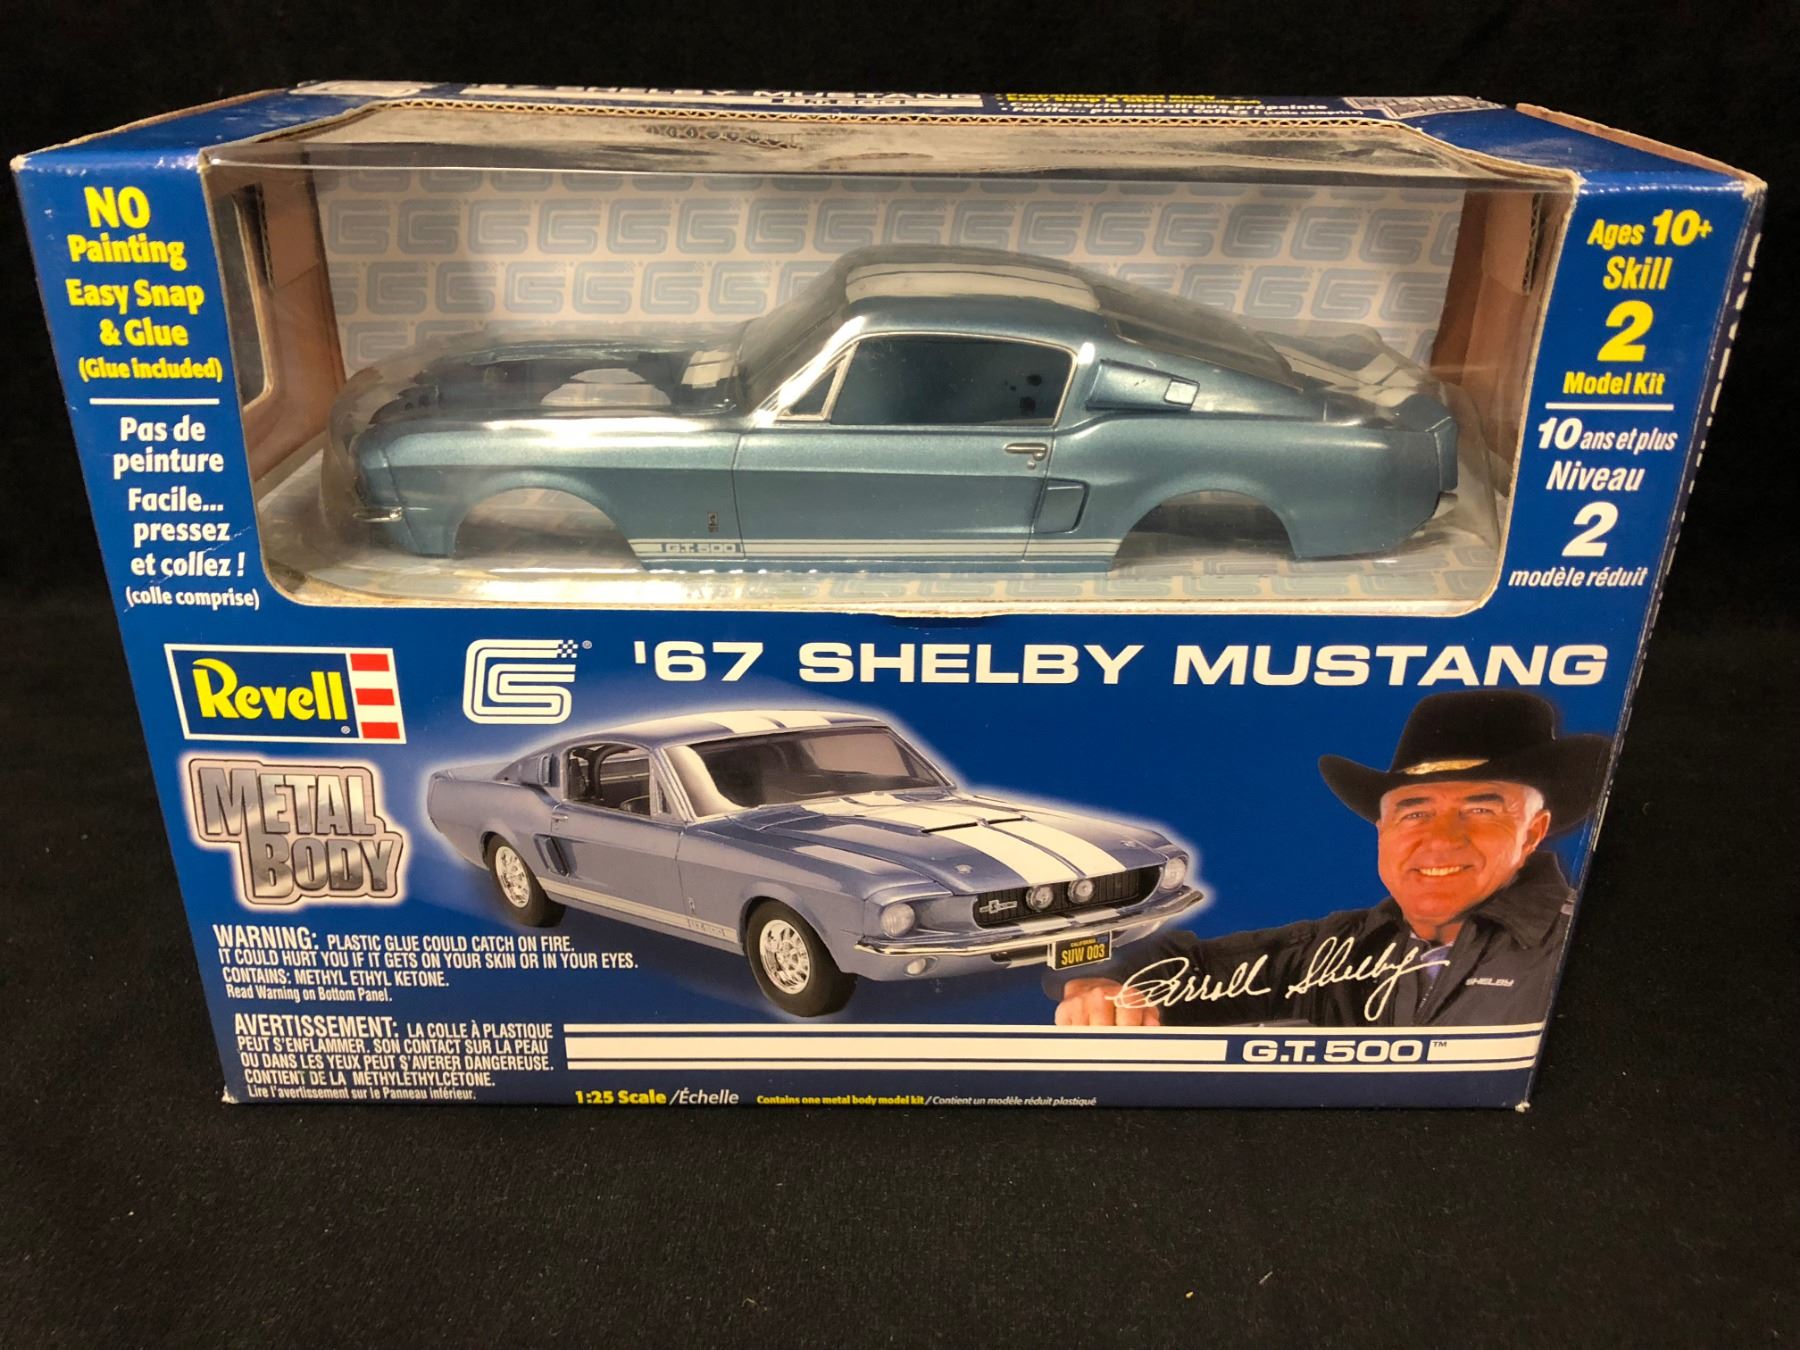 '67 SHELBY MUSTANG
NO
Painting
Easy Snap
& Glue
(Glue included)
Pas de
peinture
Facile...
pressez
et collez !
(colle comprise)
G.T. 500
Ages 10+
Skill
2
Model Kit
10 ans et plus
Niveau
2
modèle réduit
Revell®
CS®
'67 SHELBY MUSTANG
METAL
BODY
SUW 003
Carroll Shelby
SHELBY
WARNING: PLASTIC GLUE COULD CATCH ON FIRE.
IT COULD HURT YOU IF IT GETS ON YOUR SKIN OR IN YOUR EYES.
CONTAINS: METHYL ETHYL KETONE.
Read Warning on Bottom Panel.
AVERTISSEMENT: LA COLLE À PLASTIQUE
PEUT S'ENFLAMMER. SON CONTACT SUR LA PEAU
OU DANS LES YEUX PEUT S'AVERER DANGEREUSE.
CONTIENT DE LA METHYLETHYLCETONE.
Lire l'avertissement sur le Panneau inférieur.
G.T. 500™
1:25 Scale / Échelle Contains one metal body model kit / Contient un modèle réduit plastique